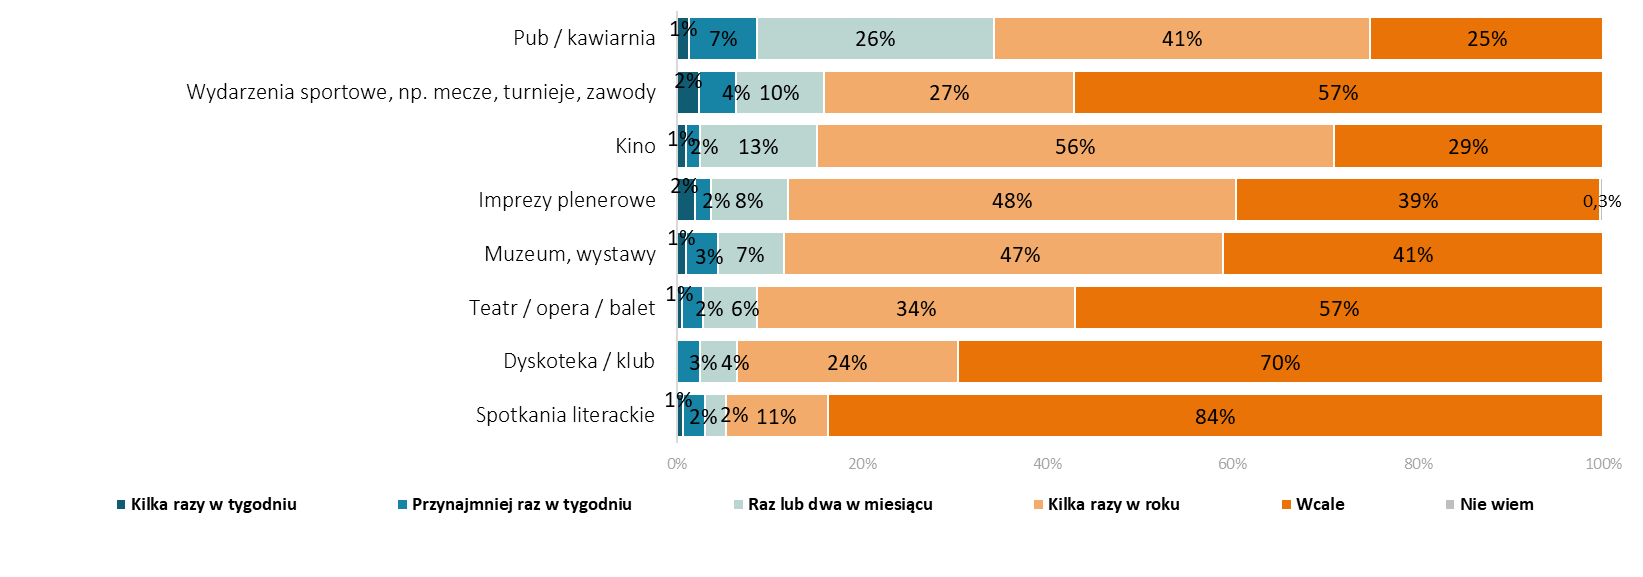 Pub / kawiarnia 1% 7% 26% 41% 25%
Wydarzenia sportowe, np. mecze, turnieje, zawody 2% 4% 10% 27% 57%
Kino 1% 2% 13% 56% 29%
Imprezy plenerowe 2% 2% 8% 48% 39% 0,3%
Muzeum, wystawy 1% 3% 7% 47% 41%
Teatr / opera / balet 1% 2% 6% 34% 57%
Dyskoteka / klub 3% 4% 24% 70%
Spotkania literackie 1% 2% 2% 11% 84%
0% 20% 40% 60% 80% 100%
Kilka razy w tygodniu Przynajmniej raz w tygodniu Raz lub dwa w miesiącu Kilka razy w roku Wcale Nie wiem